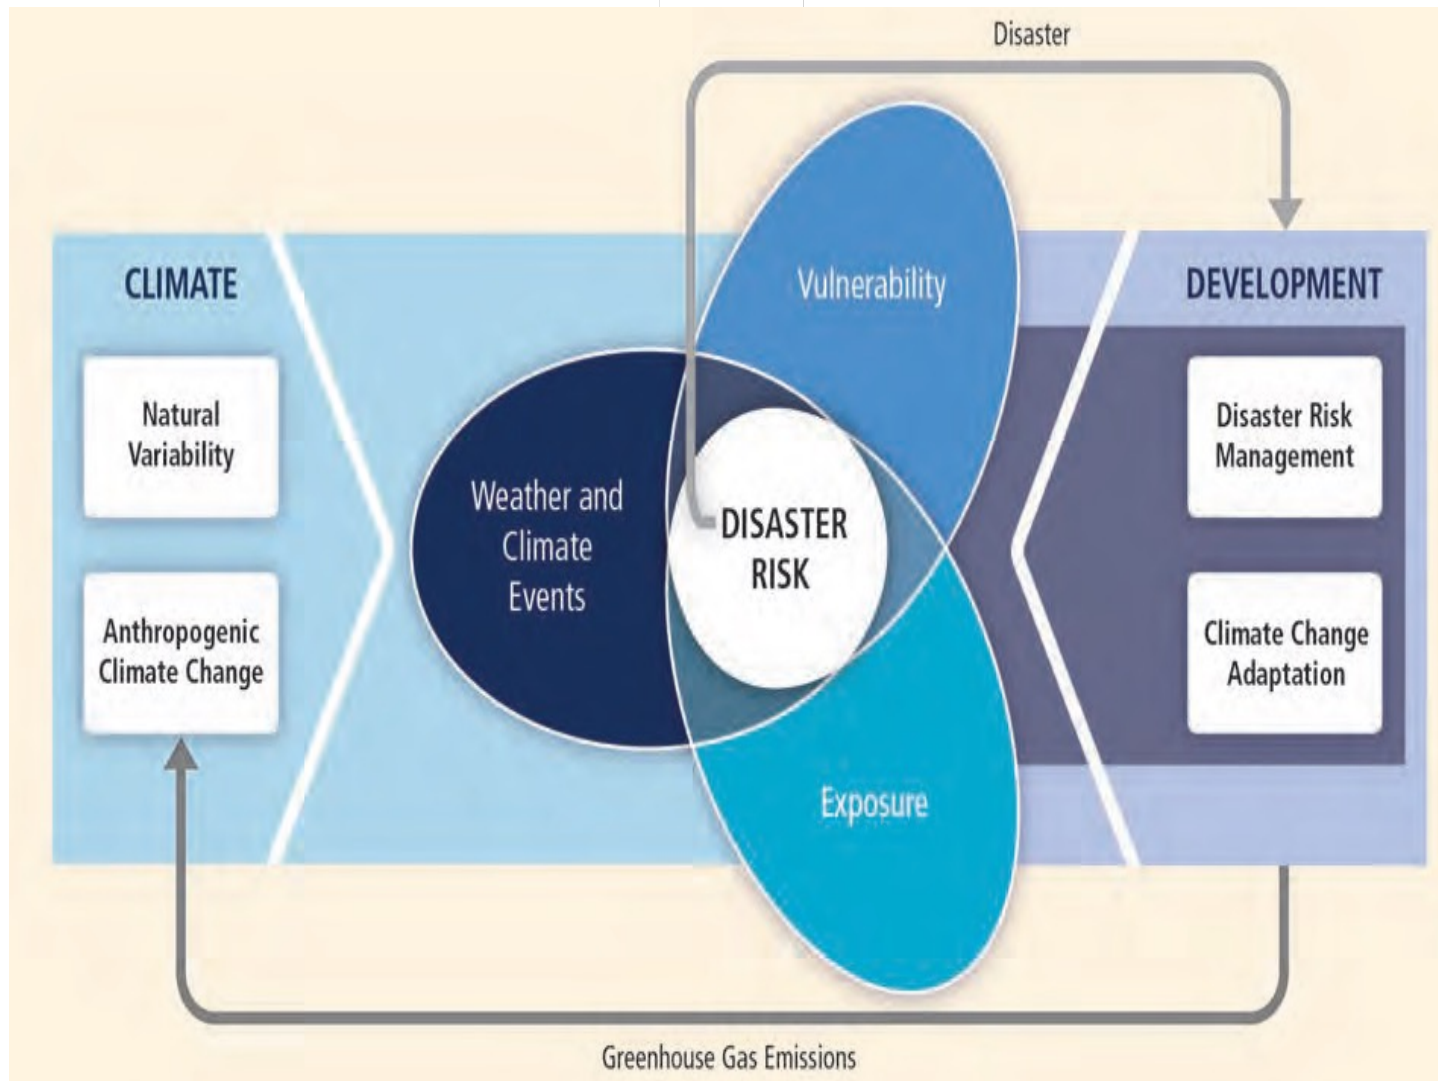 Disaster
CLIMATE
Natural
Variability
Anthropogenic
Climate Change
Weather and
Climate
Events
Vulnerability
DISASTER
RISK
Exposure
DEVELOPMENT
Disaster Risk
Management
Climate Change
Adaptation
Greenhouse Gas Emissions